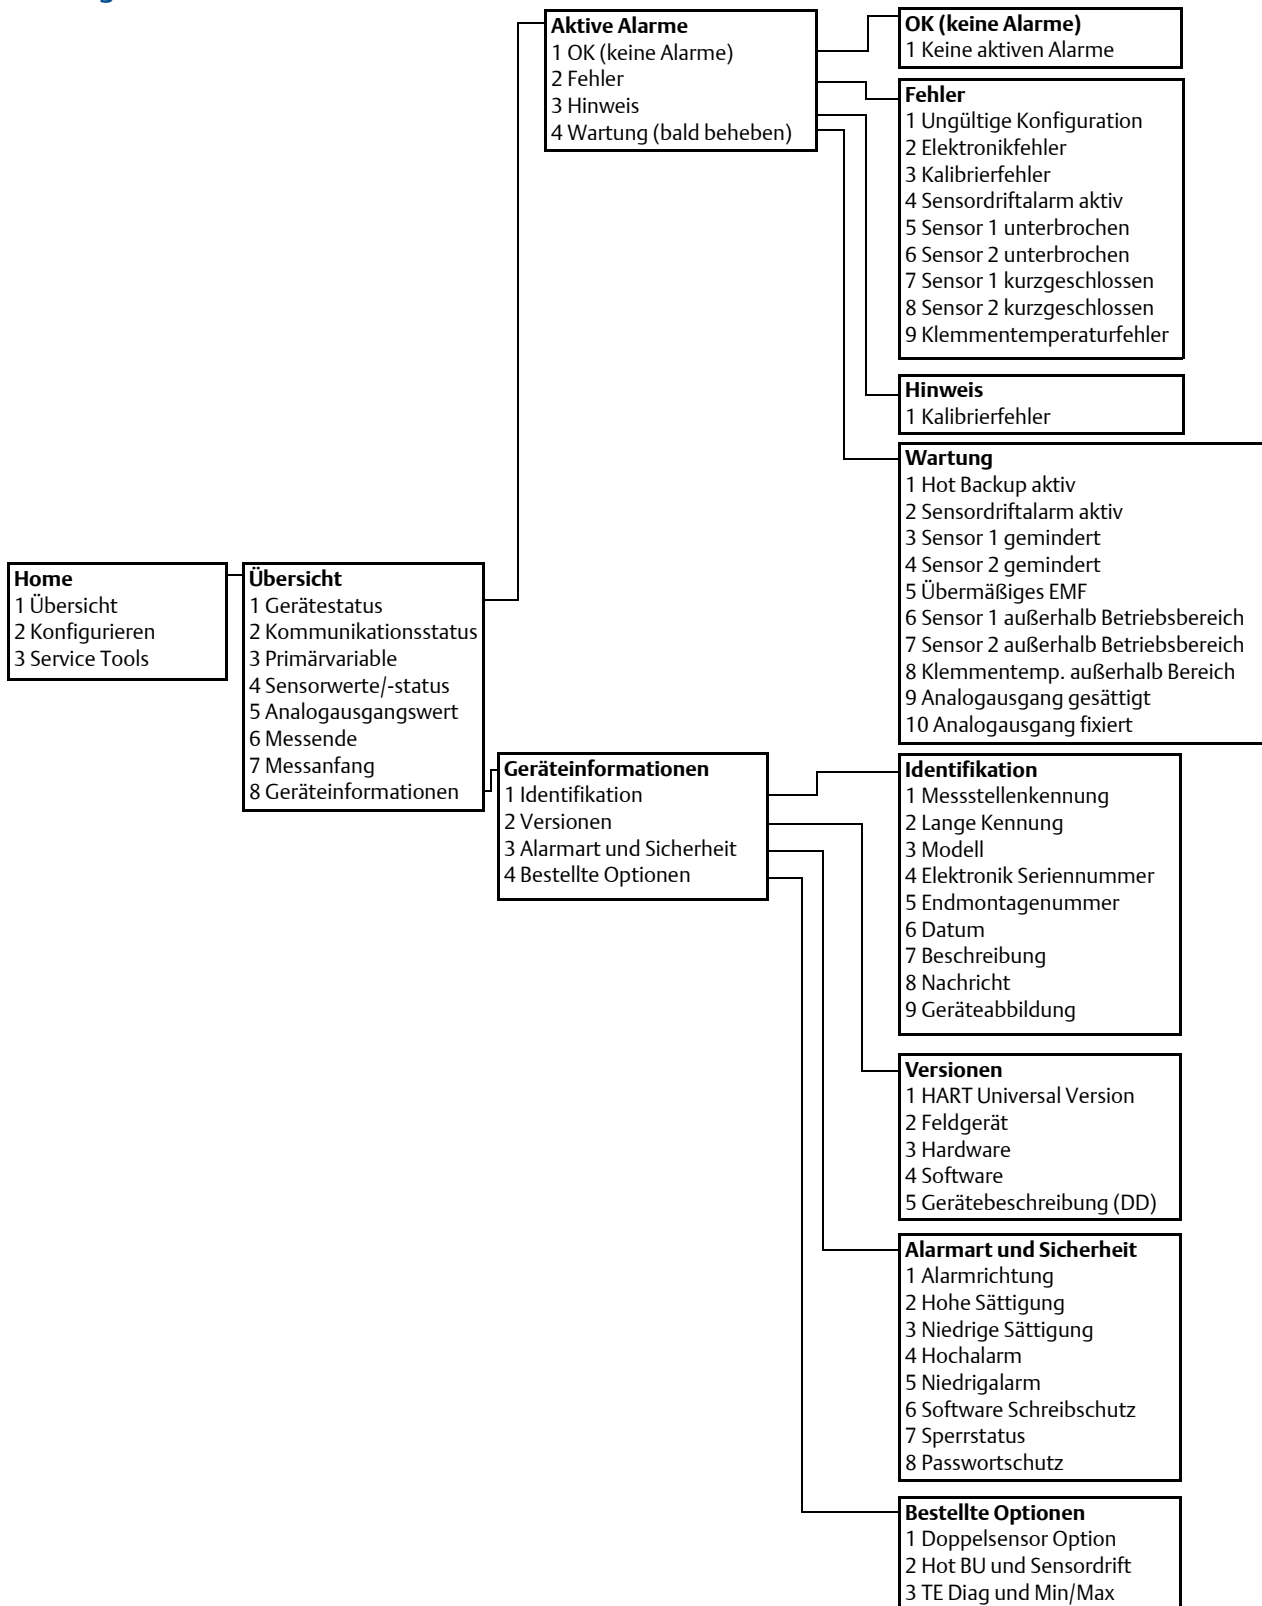 Aktive Alarme
1 OK (keine Alarme)
2 Fehler
3 Hinweis
4 Wartung (bald beheben)
OK (keine Alarme)
1 Keine aktiven Alarme
Fehler
1 Ungültige Konfiguration
2 Elektronikfehler
3 Kalibrierfehler
4 Sensordriftalarm aktiv
5 Sensor 1 unterbrochen
6 Sensor 2 unterbrochen
7 Sensor 1 kurzgeschlossen
8 Sensor 2 kurzgeschlossen
9 Klemmentemperaturfehler
Hinweis
1 Kalibrierfehler
Wartung
1 Hot Backup aktiv
2 Sensordriftalarm aktiv
3 Sensor 1 gemindert
4 Sensor 2 gemindert
5 Übermäßiges EMF
6 Sensor 1 außerhalb Betriebsbereich
7 Sensor 2 außerhalb Betriebsbereich
8 Klemmentemp. außerhalb Bereich
9 Analogausgang gesättigt
10 Analogausgang fixiert
Home
1 Übersicht
2 Konfigurieren
3 Service Tools
Übersicht
1 Gerätestatus
2 Kommunikationsstatus
3 Primärvariable
4 Sensorwerte/-status
5 Analogausgangswert
6 Messende
7 Messanfang
8 Geräteinformationen
Geräteinformationen
1 Identifikation
2 Versionen
3 Alarmart und Sicherheit
4 Bestellte Optionen
Identifikation
1 Messstellenkennung
2 Lange Kennung
3 Modell
4 Elektronik Seriennummer
5 Endmontagenummer
6 Datum
7 Beschreibung
8 Nachricht
9 Geräteabbildung
Versionen
1 HART Universal Version
2 Feldgerät
3 Hardware
4 Software
5 Gerätebeschreibung (DD)
Alarmart und Sicherheit
1 Alarmrichtung
2 Hohe Sättigung
3 Niedrige Sättigung
4 Hochalarm
5 Niedrigalarm
6 Software Schreibschutz
7 Sperrstatus
8 Passwortschutz
Bestellte Optionen
1 Doppelsensor Option
2 Hot BU und Sensordrift
3 TE Diag und Min/Max